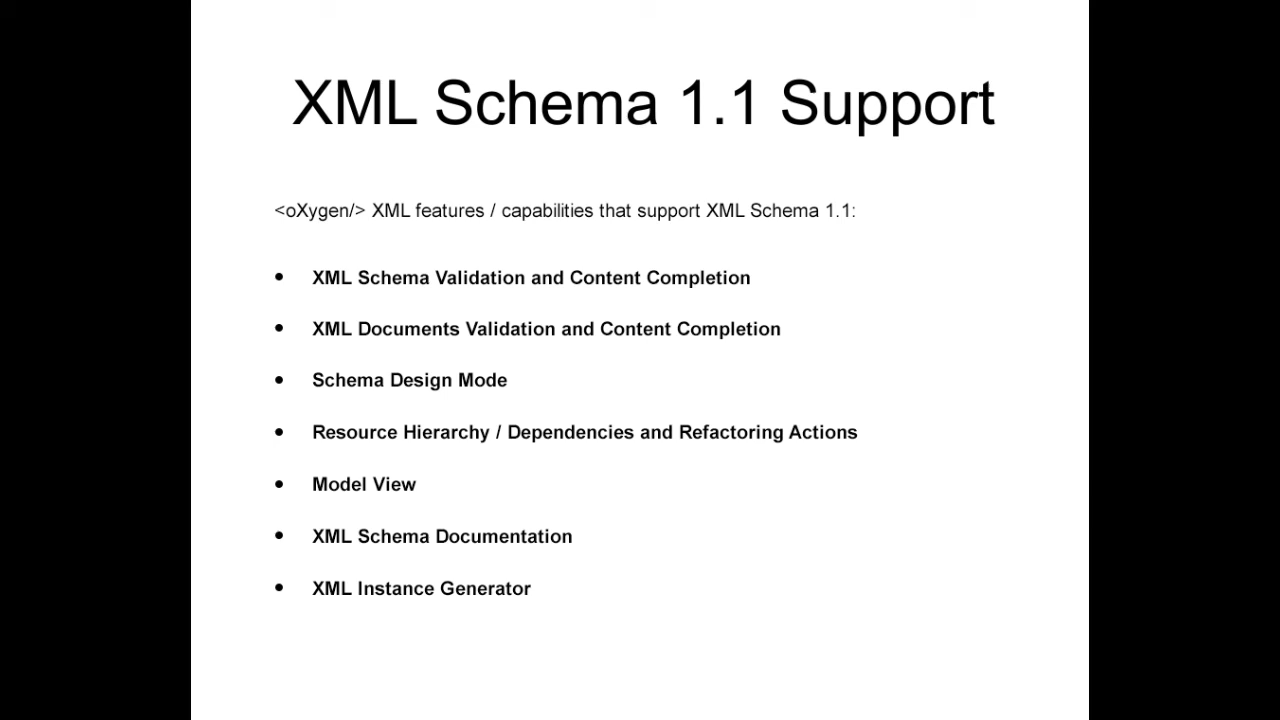 XML Schema 1.1 Support
<oXygen/> XML features / capabilities that support XML Schema 1.1:
• XML Schema Validation and Content Completion
• XML Documents Validation and Content Completion
• Schema Design Mode
• Resource Hierarchy / Dependencies and Refactoring Actions
• Model View
• XML Schema Documentation
• XML Instance Generator